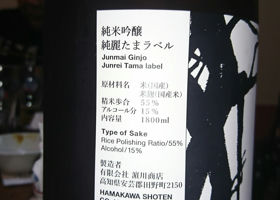 純米吟醸
純麗たまラベル
Junmai Ginjo
Junrei Tama label
原材料名 米(国産)
米麹(国産米)
精米歩合 55%
アルコール分 15%
内容量 1800ml
Type of Sake
Rice Polishing Ratio/55%
Alcohol/15%
製造者
有限会社 濵川商店
高知県安芸郡田野町2150
HAMAKAWA SHOTEN